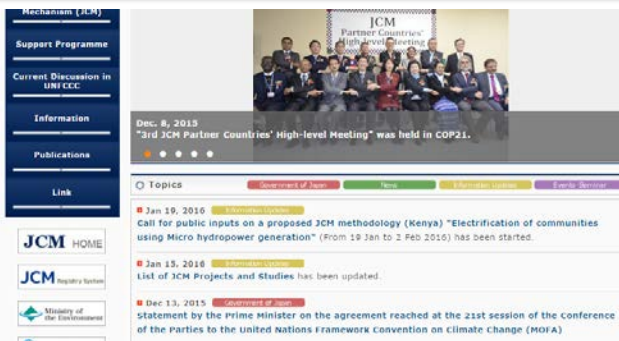 Mechanism (JCM)
Support Programme
Current Discussion in
UNFCCC
Information
Publications
Link
JCM HOME
JCM Registry System
Ministry of
the Environment
JCM
Partner Countries'
High-level Meeting
Dec. 8, 2015
"3rd JCM Partner Countries' High-level Meeting" was held in COP21.
Topics
Government of Japan
News
Information Updates
Events·Seminar
Jan 19, 2016 Information Updates
Call for public inputs on a proposed JCM methodology (Kenya) "Electrification of communities
using Micro hydropower generation" (From 19 Jan to 2 Feb 2016) has been started.
Jan 15, 2016 Information Updates
List of JCM Projects and Studies has been updated.
Dec 13, 2015 Government of Japan
Statement by the Prime Minister on the agreement reached at the 21st session of the Conference
of the Parties to the United Nations Framework Convention on Climate Change (MOFA)